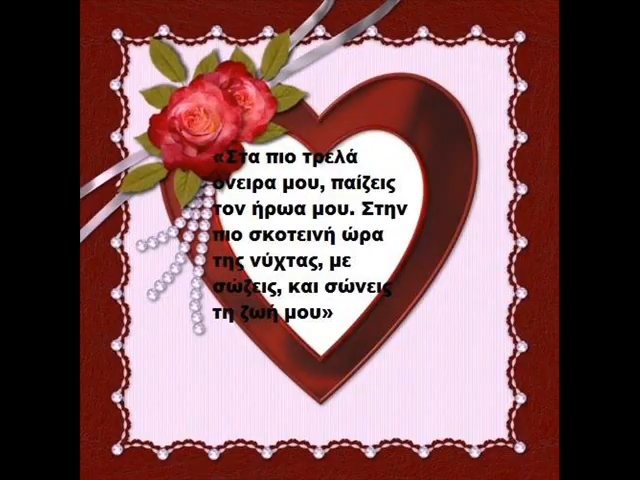 «Στα πιο τρελά
όνειρα μου, παίζεις
τον ήρωα μου. Στην
πιο σκοτεινή ώρα
της νύχτας, με
σώζεις, και σώνεις
τη ζωή μου»